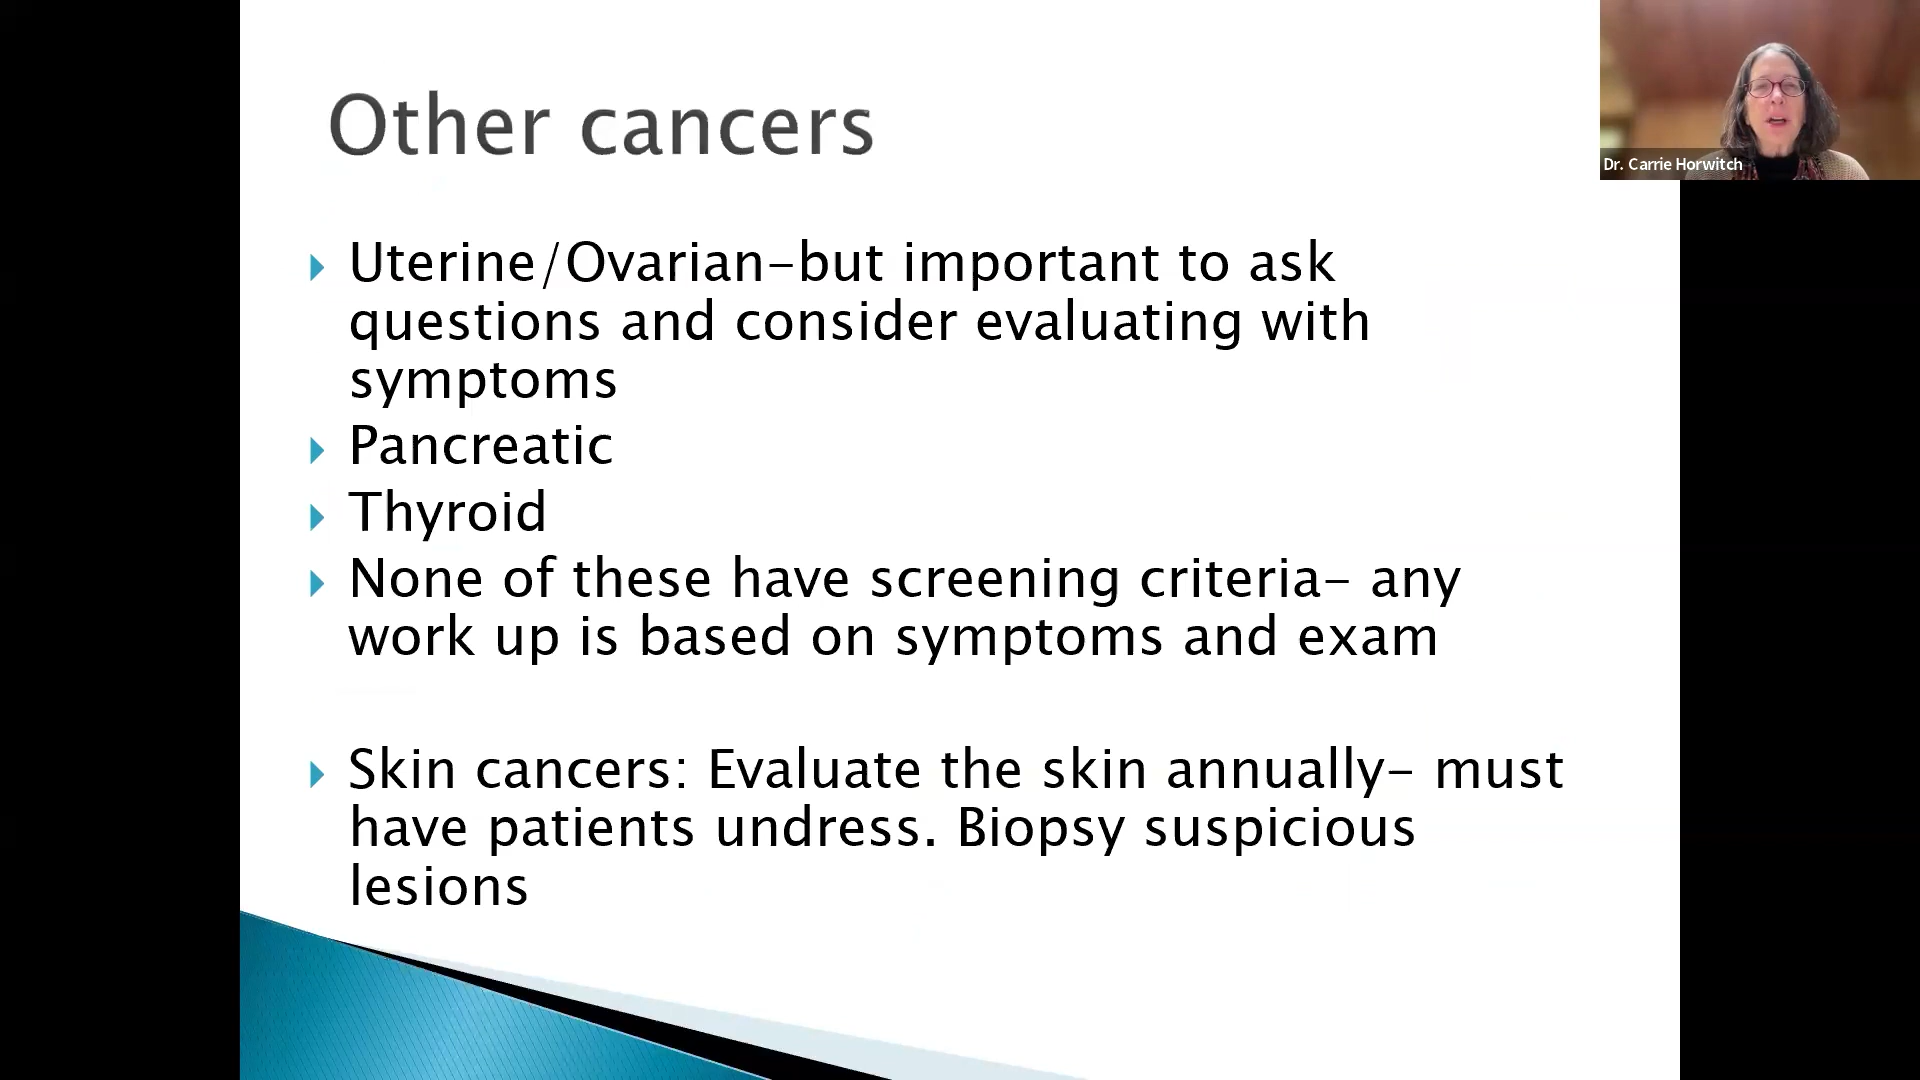 Other cancers
Dr. Carrie Horwitch
Uterine/Ovarian-but important to ask
questions and consider evaluating with
symptoms
Pancreatic
Thyroid
None of these have screening criteria- any
work up is based on symptoms and exam
Skin cancers: Evaluate the skin annually- must
have patients undress. Biopsy suspicious
lesions